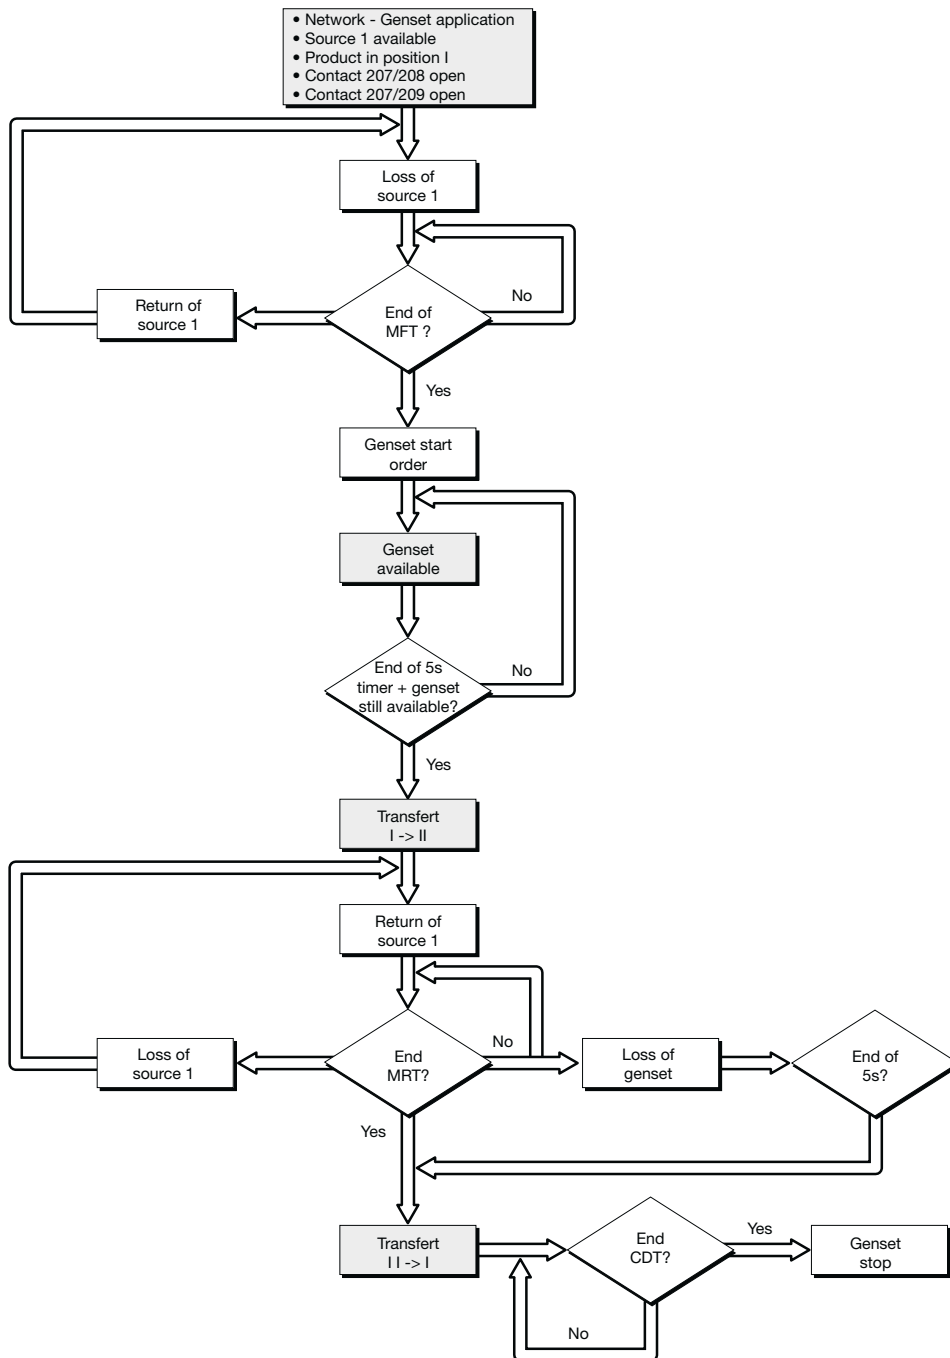 • Network - Genset application
• Source 1 available
• Product in position I
• Contact 207/208 open
• Contact 207/209 open
Loss of
source 1
No
Return of
source 1
End of
MFT ?
Yes
Genset start
order
Genset
available
End of 5s
timer + genset
still available?
No
Yes
Transfert
I -> II
Return of
source 1
Loss of
source 1
End
MRT?
No
Loss of
genset
End of
5s?
Yes
Transfert
I I -> I
End
CDT?
Yes
Genset
stop
No